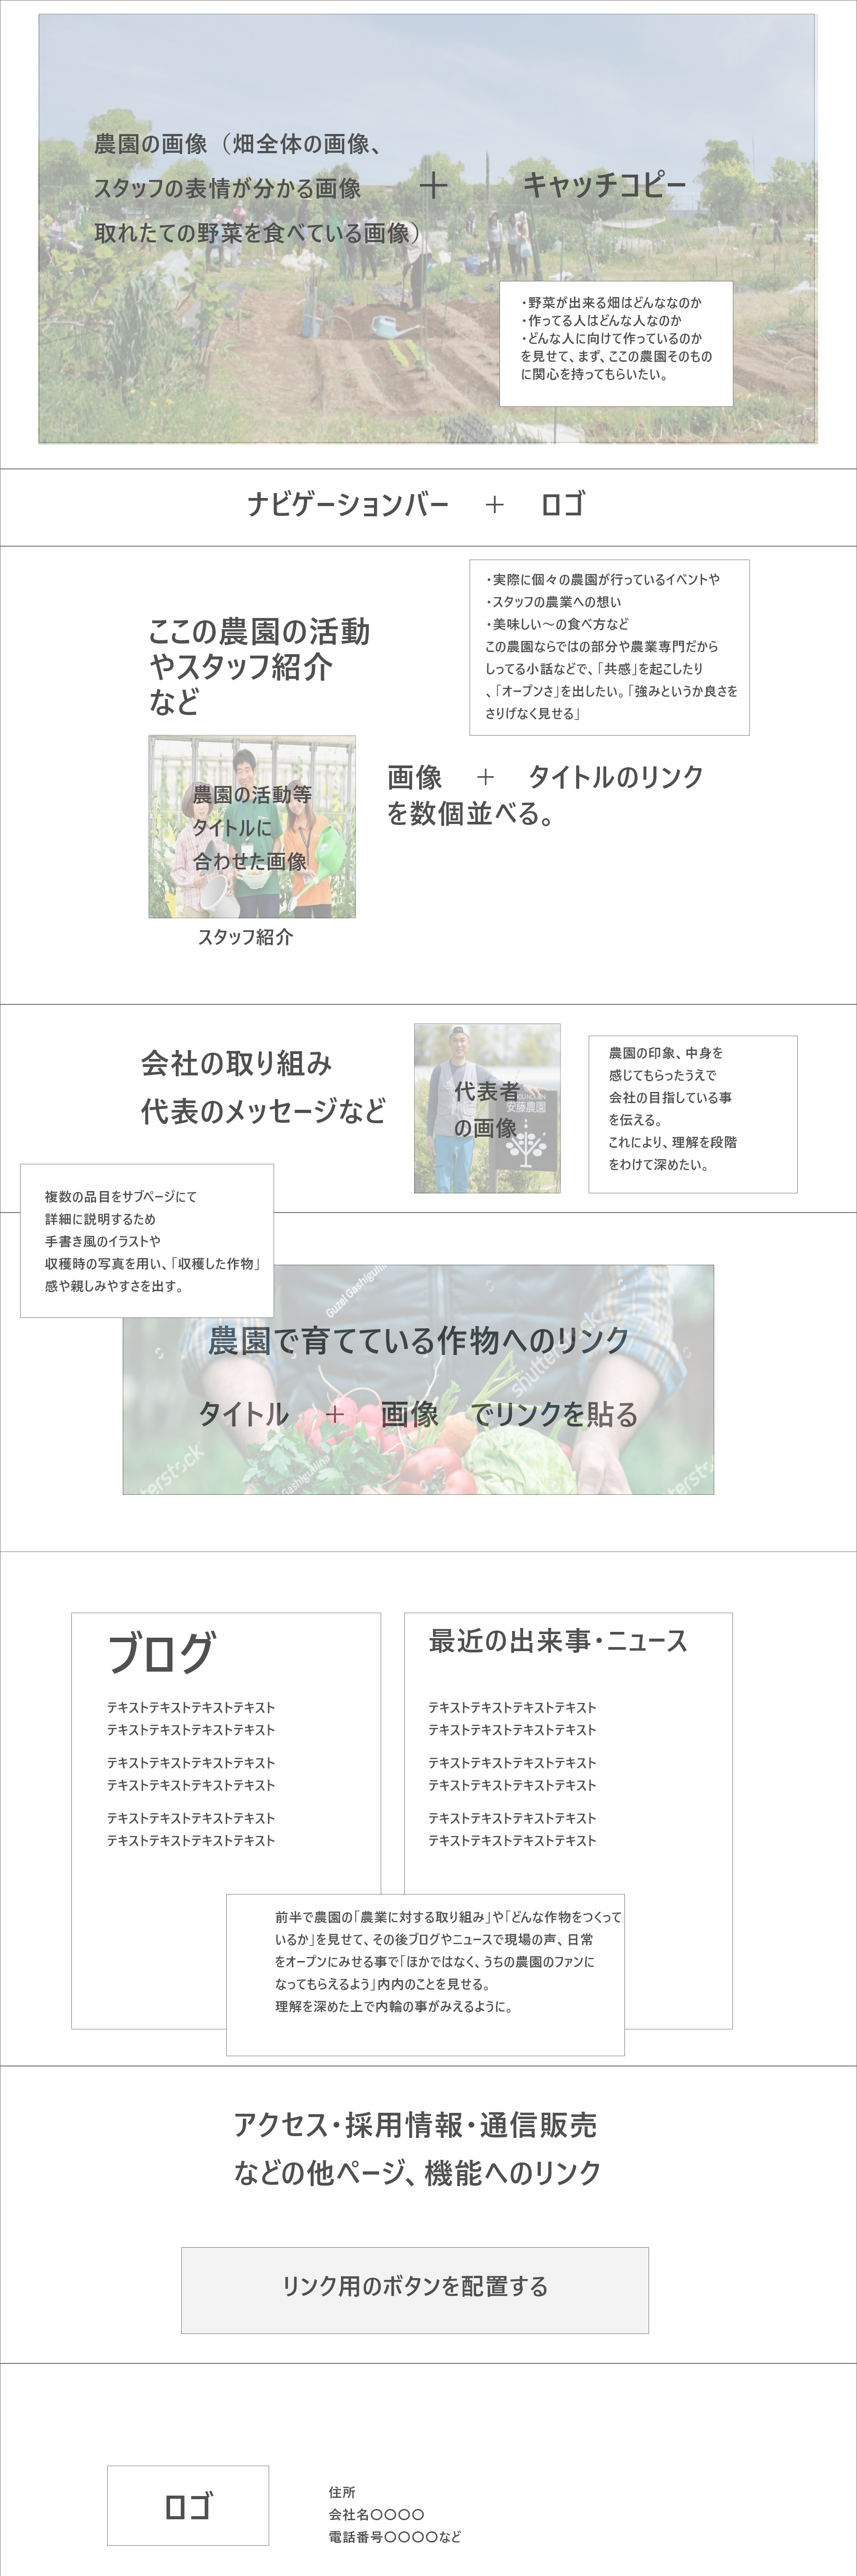 農園の画像（畑全体の画像、
スタッフの表情が分かる画像
取れたての野菜を食べている画像）
＋
キャッチコピー
・野菜が出来る畑はどんななのか
・作ってる人はどんな人なのか
・どんな人に向けて作っているのか
を見せて、まず、ここの農園そのもの
に関心を持ってもらいたい。
ナビゲーションバー　＋　ロゴ
ここの農園の活動
やスタッフ紹介
など
・実際に個々の農園が行っているイベントや
・スタッフの農業への想い
・美味しい～の食べ方など
この農園ならではの部分や農業専門だから
しってる小話などで、「共感」を起こしたり
、「オープンさ」を出したい。「強みというか良さを
さりげなく見せる」
農園の活動等
タイトルに
合わせた画像
スタッフ紹介
画像　＋　タイトルのリンク
を数個並べる。
会社の取り組み
代表のメッセージなど
代表者
の画像
安藤農園
農園の印象、中身を
感じてもらったうえで
会社の目指している事
を伝える。
これにより、理解を段階
をわけて深めたい。
複数の品目をサブページにて
詳細に説明するため
手書き風のイラストや
収穫時の写真を用い、「収穫した作物」
感や親しみやすさを出す。
Guzel Gashigullina
shutterstock
農園で育てている作物へのリンク
タイトル　＋　画像　でリンクを貼る
ブログ
テキストテキストテキストテキスト
テキストテキストテキストテキスト
テキストテキストテキストテキスト
テキストテキストテキストテキスト
テキストテキストテキストテキスト
テキストテキストテキストテキスト
最近の出来事・ニュース
テキストテキストテキストテキスト
テキストテキストテキストテキスト
テキストテキストテキストテキスト
テキストテキストテキストテキスト
テキストテキストテキストテキスト
テキストテキストテキストテキスト
前半で農園の「農業に対する取り組み」や「どんな作物をつくって
いるか」を見せて、その後ブログやニュースで現場の声、日常
をオープンにみせる事で「ほかではなく、うちの農園のファンに
なってもらえるよう」内内のことを見せる。
理解を深めた上で内輪の事がみえるように。
アクセス・採用情報・通信販売
などの他ページ、機能へのリンク
リンク用のボタンを配置する
ロゴ
住所
会社名〇〇〇〇
電話番号〇〇〇〇など